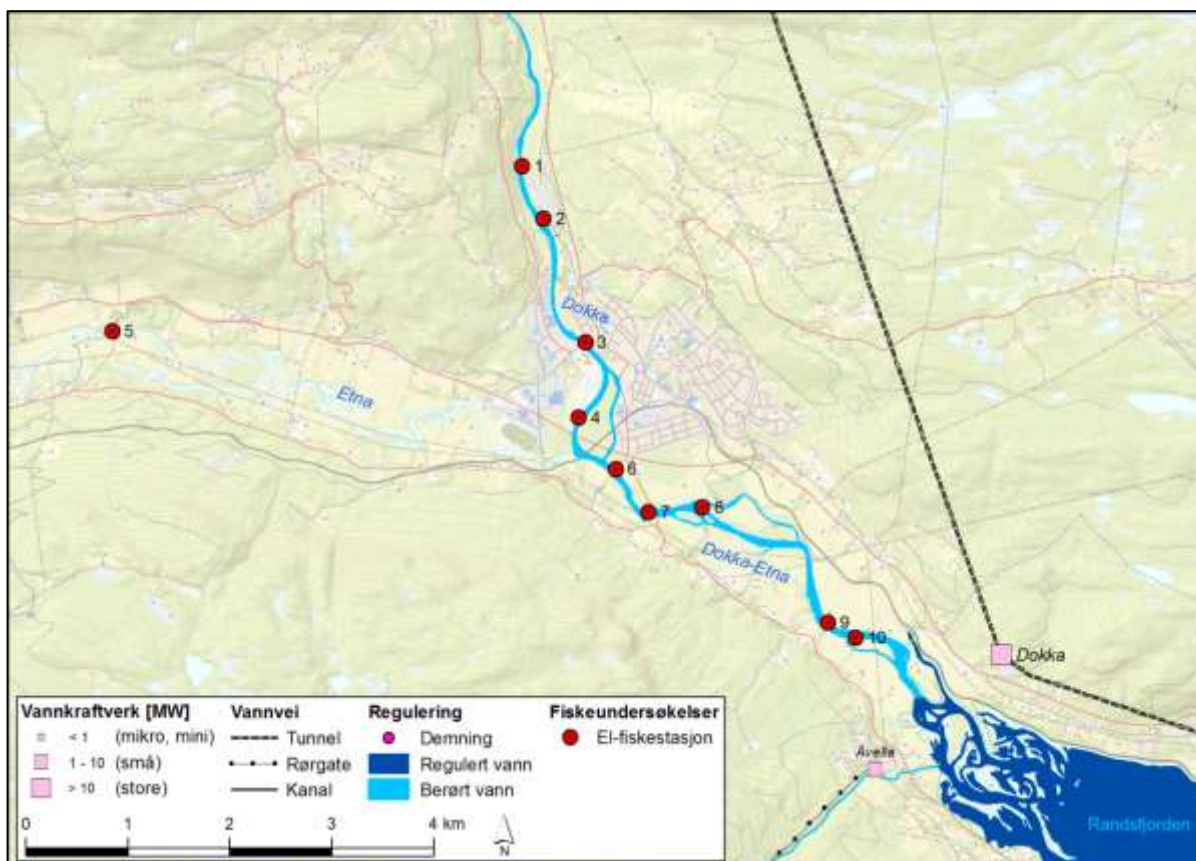 1
2
Dokka
3
5
Etna
4
6
7
8
Dokka-Etna
9
10
Dokka
Åvella
Randsfjorden
Vannkraftverk [MW]
< 1 (mikro, mini)
1 - 10 (små)
> 10 (store)
Vannvei
Tunnel
Rørgate
Kanal
Regulering
Demning
Regulert vann
Berørt vann
Fiskeundersøkelser
El-fiskestasjon
0 1 2 3 4 km
N